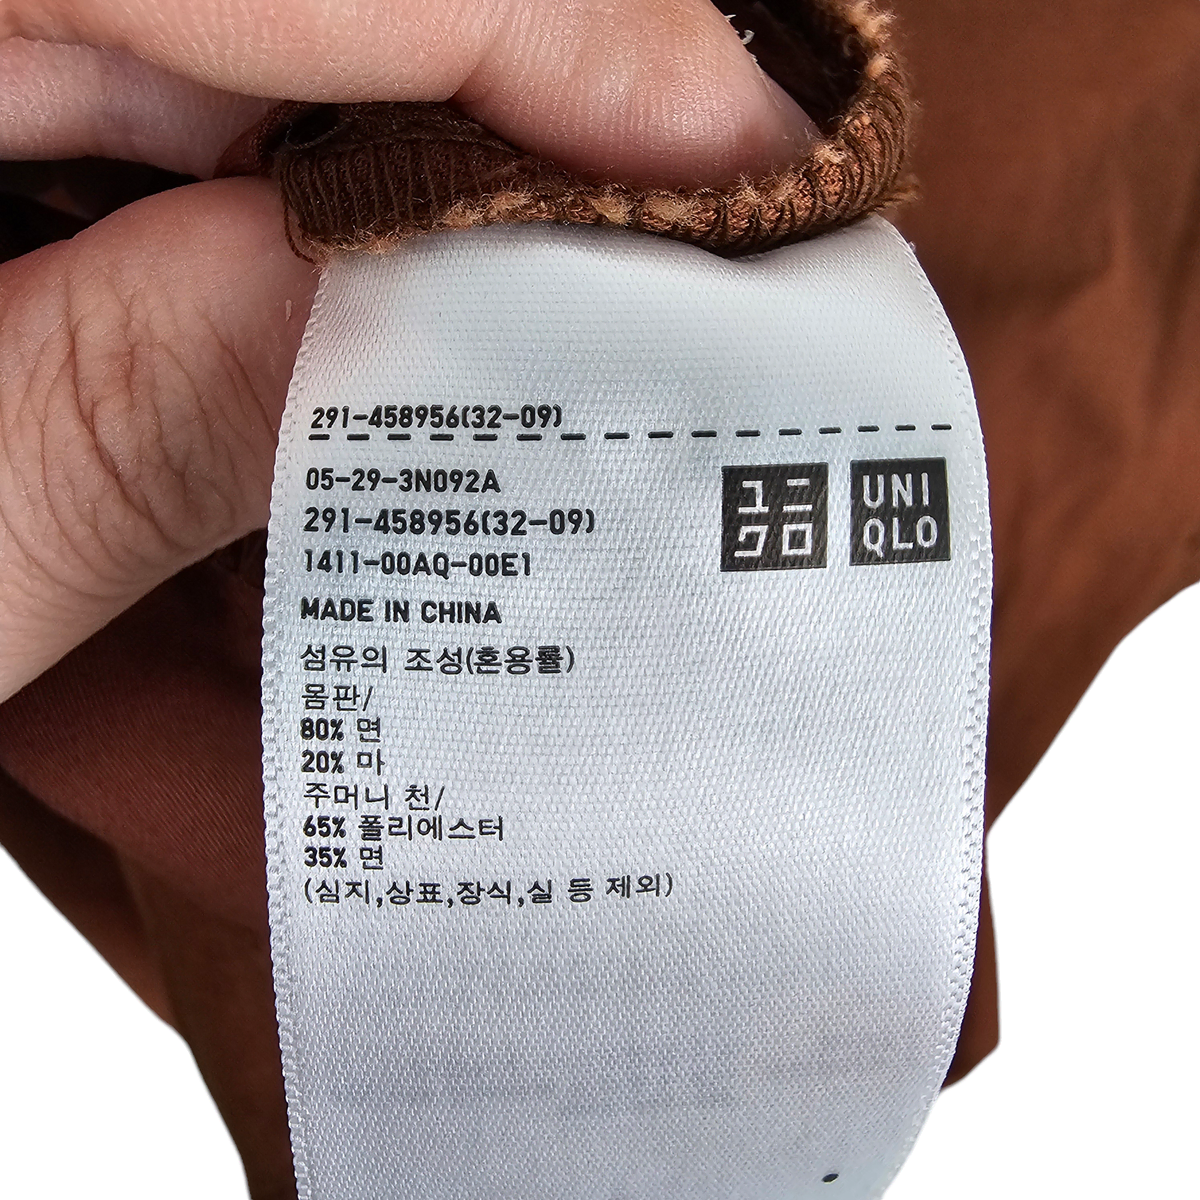 291-458956(32-09)
05-29-3N092A
291-458956(32-09)
1411-00AQ-00E1
MADE IN CHINA
ユニ
クロ
UNI
QLO
섬유의 조성(혼용률)
몸판/
80% 면
20% 마
주머니 천/
65% 폴리에스터
35% 면
(심지,상표,장식,실 등 제외)